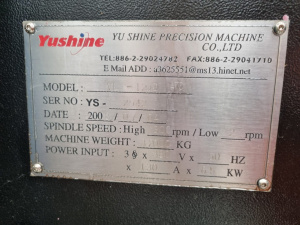 Yushine
YU SHINE PRECISION MACHINE
CO.,LTD
TEL:886-2-29024782 FAX:886-2-29041710
E Mail ADD : a3625551@ms13.hinet.net
MODEL :
SER NO YS-
DATE : 200
SPINDLE SPEED : High rpm / Low rpm
MACHINE WEIGHT : KG
POWER INPUT : 3φ x V x HZ
x A x KW